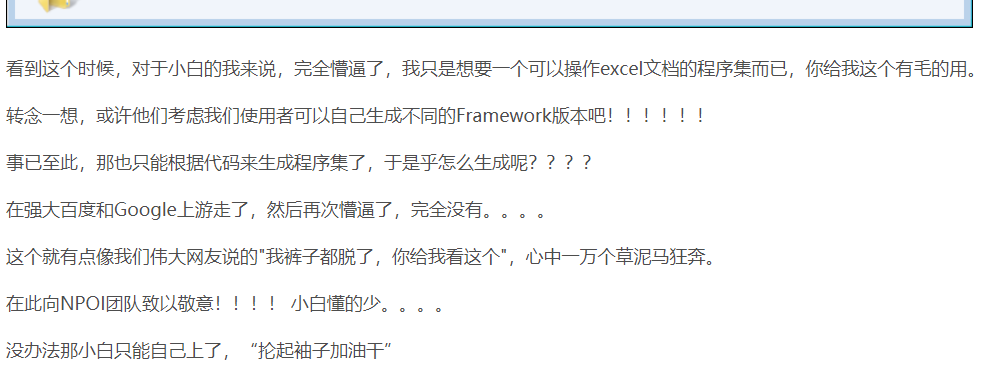 看到这个时候，对于小白的我来说，完全懵逼了，我只是想要一个可以操作excel文档的程序集而已，你给我这个有毛的用。
转念一想，或许他们考虑我们使用者可以自己生成不同的Framework版本吧！！！！！！
事已至此，那也只能根据代码来生成程序集了，于是乎怎么生成呢？？？？
在强大百度和Google上游走了，然后再次懵逼了，完全没有。。。。
这个就有点像我们伟大网友说的"我裤子都脱了，你给我看这个"，心中一万个草泥马狂奔。
在此向NPOI团队致以敬意！！！！ 小白懂的少。。。。
没办法那小白只能自己上了，“抡起袖子加油干”